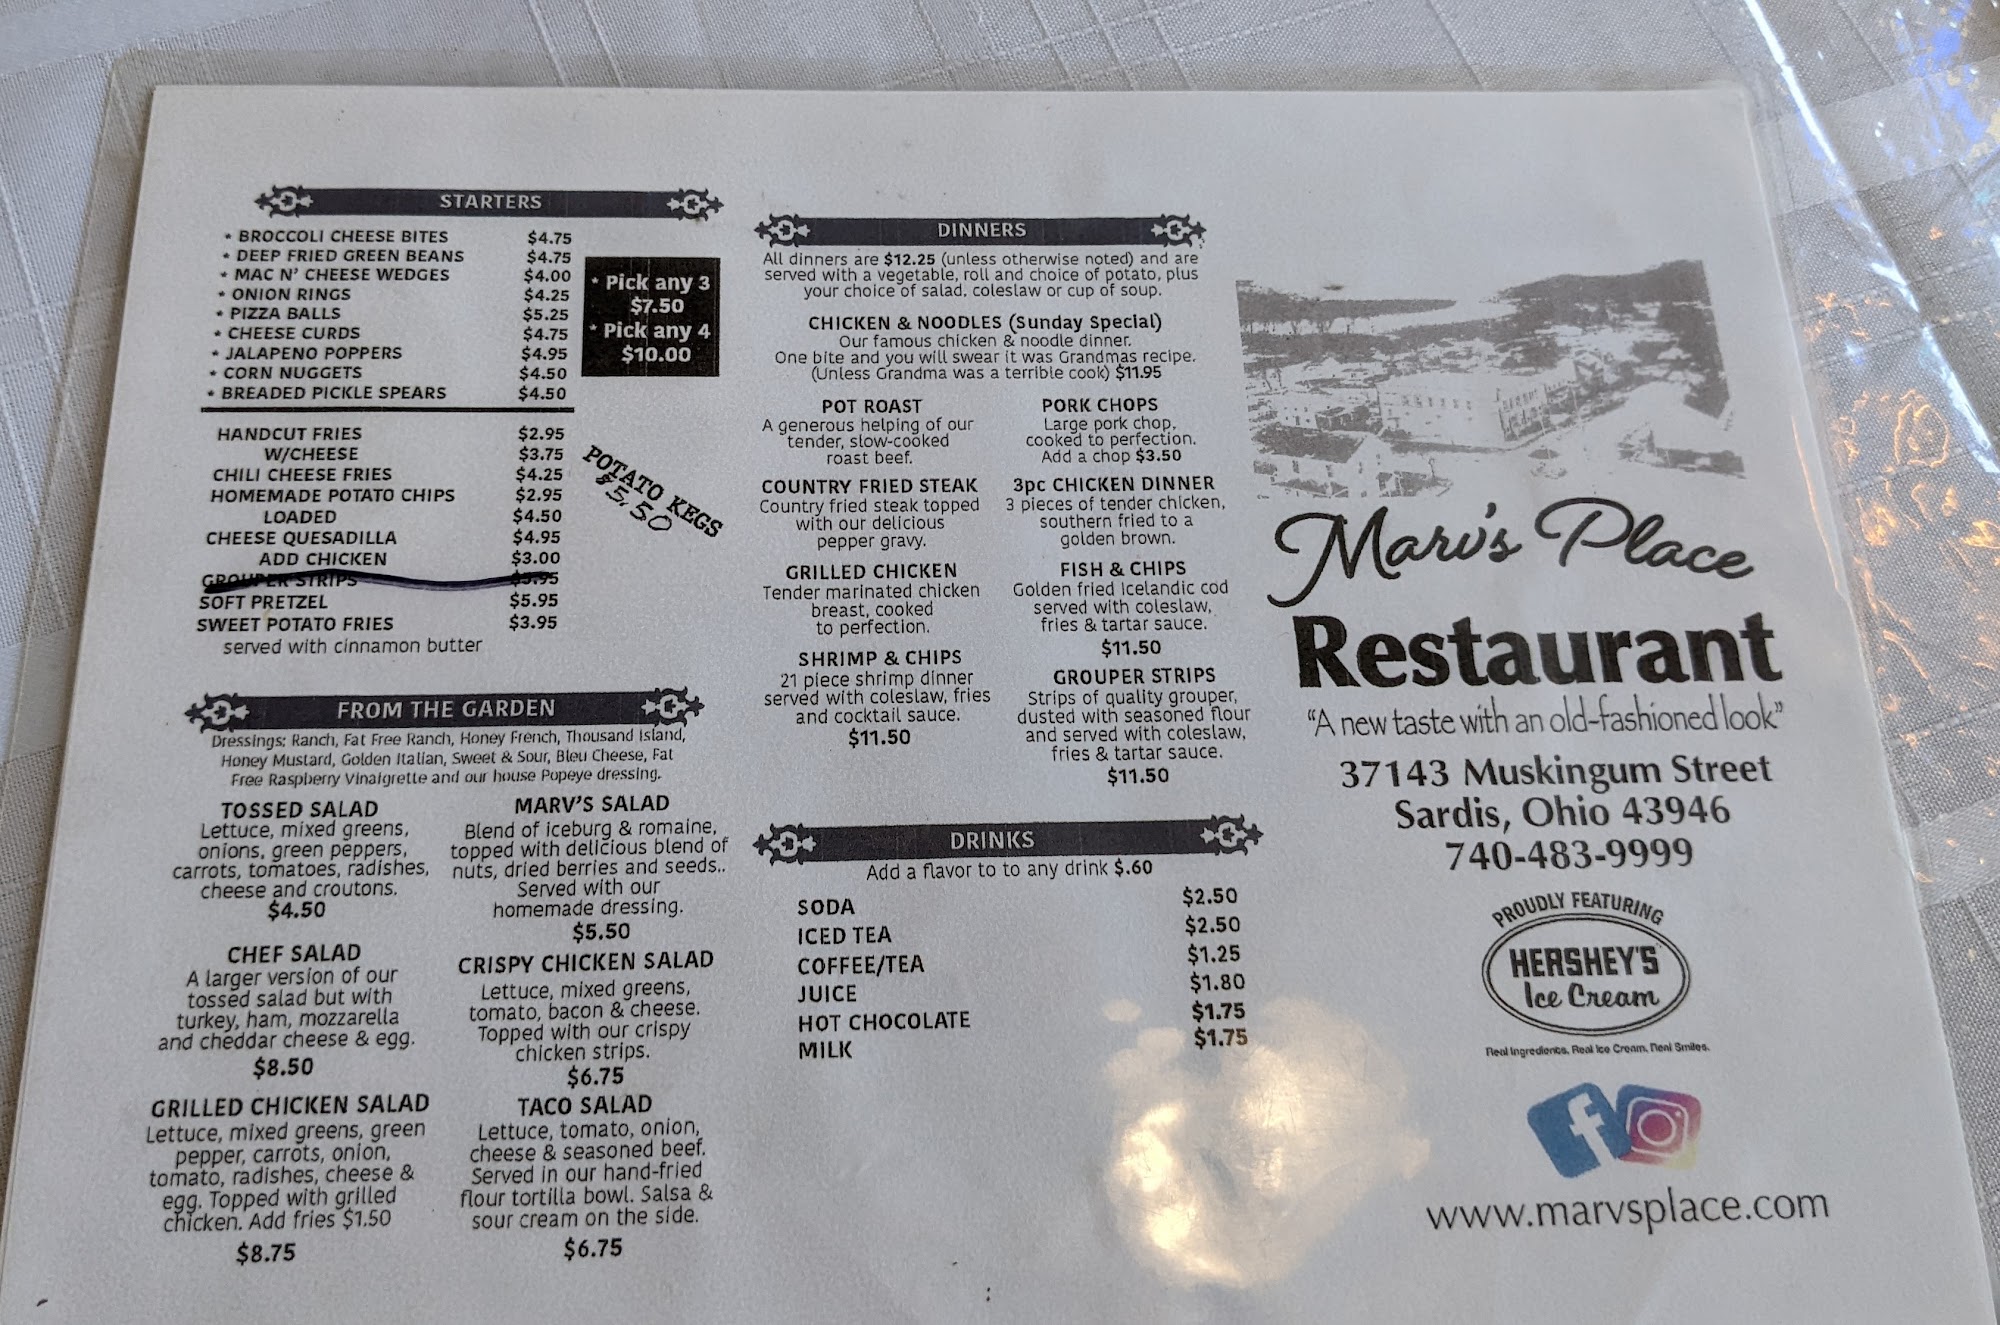 STARTERS
* BROCCOLI CHEESE BITES $4.75
* DEEP FRIED GREEN BEANS $4.75
* MAC N' CHEESE WEDGES $4.00
* ONION RINGS $4.25
* PIZZA BALLS $5.25
* CHEESE CURDS $4.75
* JALAPENO POPPERS $4.95
* CORN NUGGETS $4.50
* BREADED PICKLE SPEARS $4.50
* Pick any 3
$7.50
* Pick any 4
$10.00
HANDCUT FRIES $2.95
W/CHEESE $3.75
CHILI CHEESE FRIES $4.25
HOMEMADE POTATO CHIPS $2.95
LOADED $4.50
CHEESE QUESADILLA $4.95
ADD CHICKEN $3.00
GROUPER STRIPS
SOFT PRETZEL $5.95
SWEET POTATO FRIES $3.95
served with cinnamon butter
POTATO KEGS
$5.50
FROM THE GARDEN
Dressings: Ranch, Fat Free Ranch, Honey French, Thousand Island,
Honey Mustard, Golden Italian, Sweet & Sour, Bleu Cheese, Fat
Free Raspberry Vinaigrette and our house Popeye dressing.
TOSSED SALAD
Lettuce, mixed greens,
onions, green peppers,
carrots, tomatoes, radishes,
cheese and croutons.
$4.50
MARV'S SALAD
Blend of iceburg & romaine,
topped with delicious blend of
nuts, dried berries and seeds..
Served with our
homemade dressing.
$5.50
CHEF SALAD
A larger version of our
tossed salad but with
turkey, ham, mozzarella
and cheddar cheese & egg.
$8.50
CRISPY CHICKEN SALAD
Lettuce, mixed greens,
tomato, bacon & cheese.
Topped with our crispy
chicken strips.
$6.75
GRILLED CHICKEN SALAD
Lettuce, mixed greens, green
pepper, carrots, onion,
tomato, radishes, cheese &
egg. Topped with grilled
chicken. Add fries $1.50
$8.75
TACO SALAD
Lettuce, tomato, onion,
cheese & seasoned beef.
Served in our hand-fried
flour tortilla bowl. Salsa &
sour cream on the side.
$6.75
DINNERS
All dinners are $12.25 (unless otherwise noted) and are
served with a vegetable, roll and choice of potato, plus
your choice of salad, coleslaw or cup of soup.
CHICKEN & NOODLES (Sunday Special)
Our famous chicken & noodle dinner.
One bite and you will swear it was Grandmas recipe.
(Unless Grandma was a terrible cook) $11.95
POT ROAST
A generous helping of our
tender, slow-cooked
roast beef.
PORK CHOPS
Large pork chop,
cooked to perfection.
Add a chop $3.50
COUNTRY FRIED STEAK
Country fried steak topped
with our delicious
pepper gravy.
3pc CHICKEN DINNER
3 pieces of tender chicken,
southern fried to a
golden brown.
GRILLED CHICKEN
Tender marinated chicken
breast, cooked
to perfection.
FISH & CHIPS
Golden fried Icelandic cod
served with coleslaw,
fries & tartar sauce.
$11.50
SHRIMP & CHIPS
21 piece shrimp dinner
served with coleslaw, fries
and cocktail sauce.
$11.50
GROUPER STRIPS
Strips of quality grouper,
dusted with seasoned flour
and served with coleslaw,
fries & tartar sauce.
$11.50
DRINKS
Add a flavor to to any drink $.60
SODA $2.50
ICED TEA $2.50
COFFEE/TEA $1.25
JUICE $1.80
HOT CHOCOLATE $1.75
MILK $1.75
Marv's Place
Restaurant
"A new taste with an old-fashioned look"
37143 Muskingum Street
Sardis, Ohio 43946
740-483-9999
PROUDLY FEATURING
HERSHEY'S
Ice Cream
Real Ingredients. Real Ice Cream. Real Smiles.
www.marvsplace.com